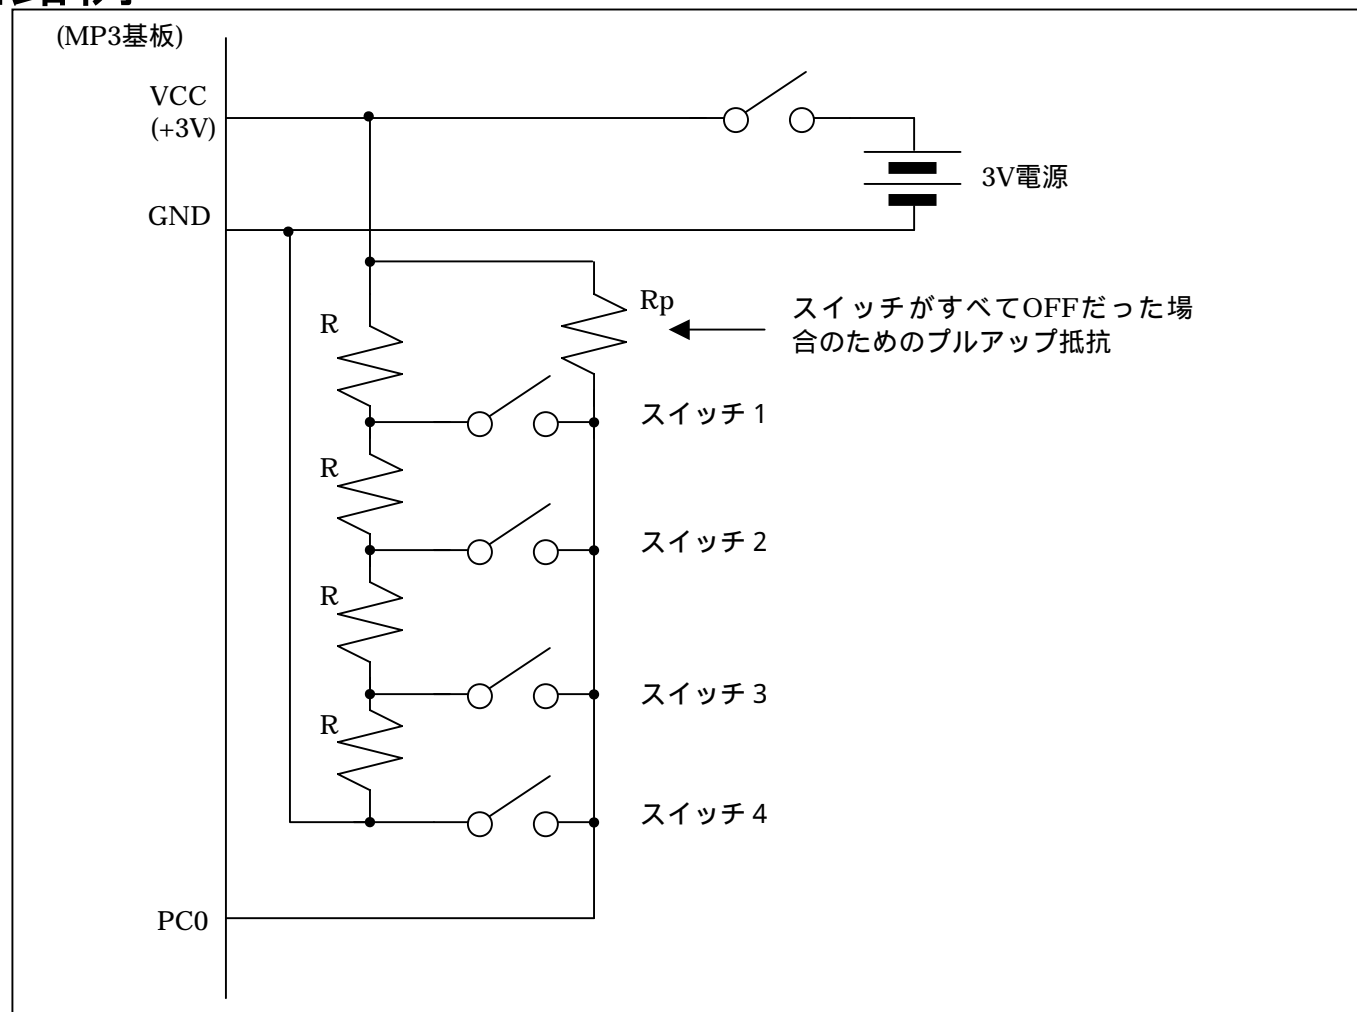 (MP3基板)
VCC
(+3V)
3V電源
GND
Rp
スイッチがすべてOFFだった場
合のためのプルアップ抵抗
R
スイッチ1
R
スイッチ2
R
スイッチ3
R
スイッチ4
PC0